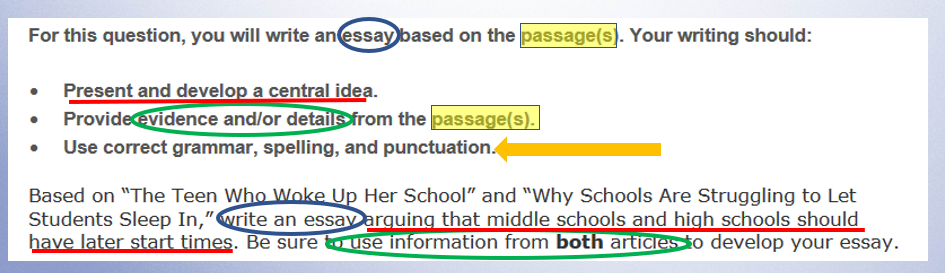 For this question, you will write an essay based on the passage(s). Your writing should:
• Present and develop a central idea.
• Provide evidence and/or details from the passage(s).
• Use correct grammar, spelling, and punctuation.
Based on “The Teen Who Woke Up Her School” and “Why Schools Are Struggling to Let
Students Sleep In,” write an essay arguing that middle schools and high schools should
have later start times. Be sure to use information from both articles to develop your essay.